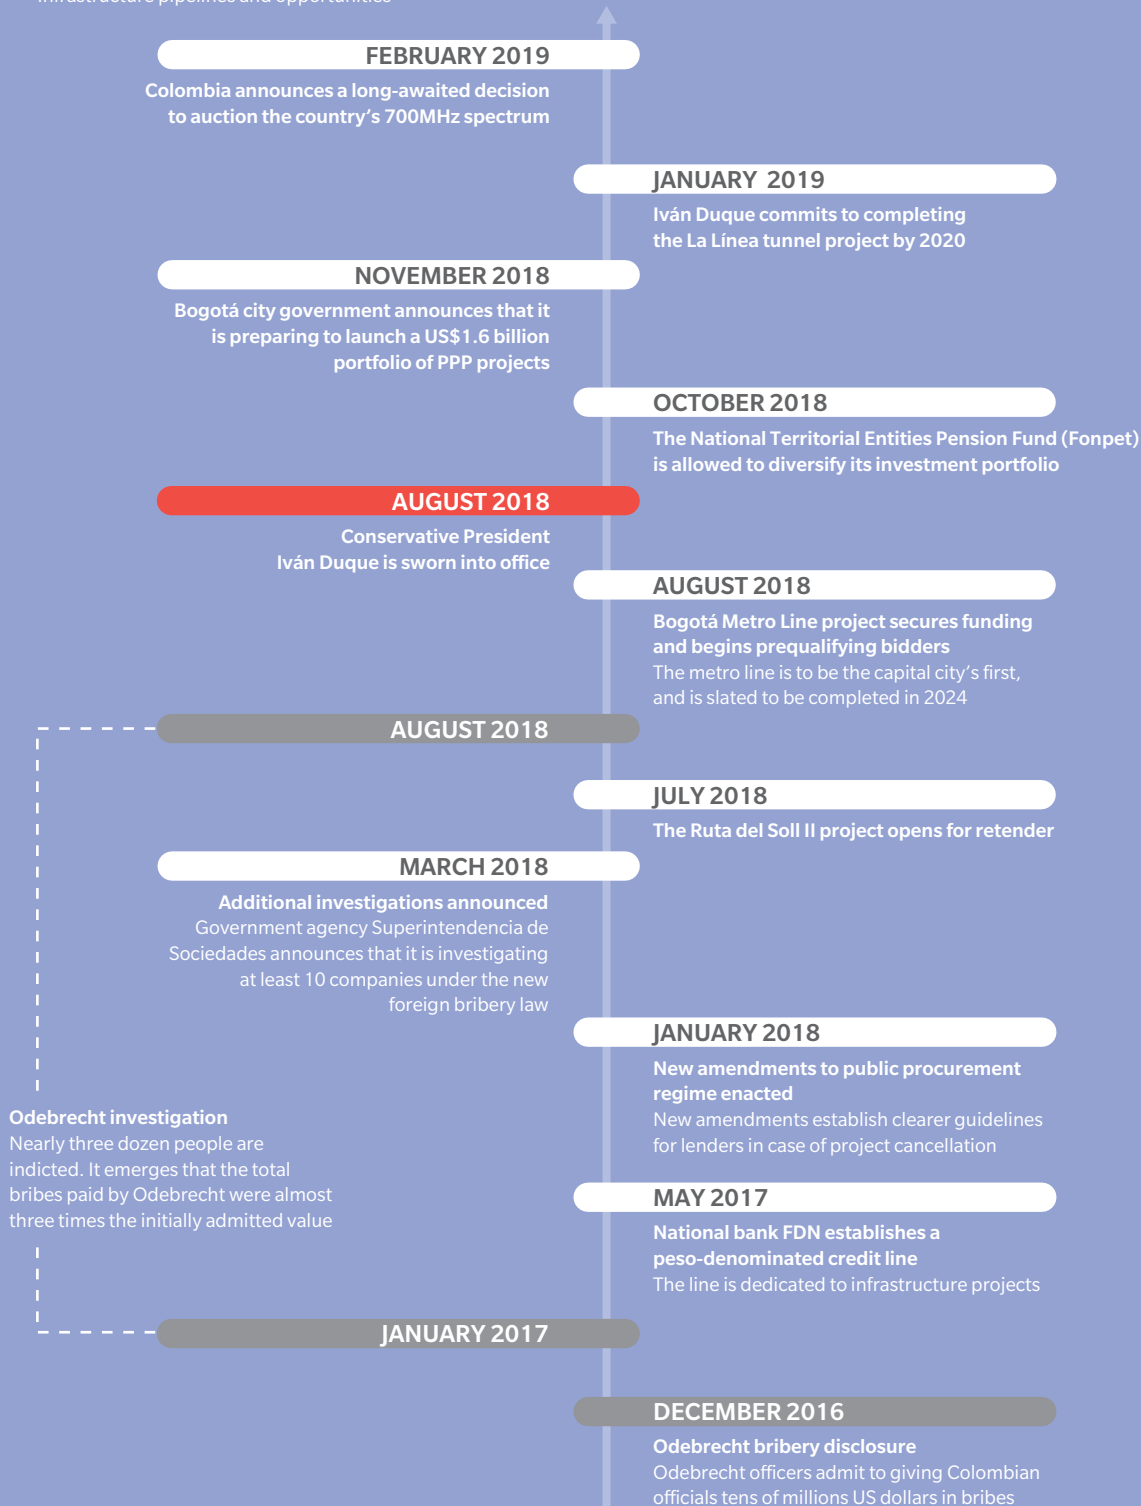 infrastructure pipelines and opportunities
FEBRUARY 2019
Colombia announces a long-awaited decision
to auction the country's 700MHz spectrum
JANUARY 2019
Iván Duque commits to completing
the La Línea tunnel project by 2020
NOVEMBER 2018
Bogotá city government announces that it
is preparing to launch a US$1.6 billion
portfolio of PPP projects
OCTOBER 2018
The National Territorial Entities Pension Fund (Fonpet)
is allowed to diversify its investment portfolio
AUGUST 2018
Conservative President
Iván Duque is sworn into office
AUGUST 2018
Bogotá Metro Line project secures funding
and begins prequalifying bidders
The metro line is to be the capital city's first,
and is slated to be completed in 2024
AUGUST 2018
JULY 2018
The Ruta del Soll II project opens for retender
MARCH 2018
Additional investigations announced
Government agency Superintendencia de
Sociedades announces that it is investigating
at least 10 companies under the new
foreign bribery law
JANUARY 2018
New amendments to public procurement
regime enacted
New amendments establish clearer guidelines
for lenders in case of project cancellation
Odebrecht investigation
Nearly three dozen people are
indicted. It emerges that the total
bribes paid by Odebrecht were almost
three times the initially admitted value
MAY 2017
National bank FDN establishes a
peso-denominated credit line
The line is dedicated to infrastructure projects
JANUARY 2017
DECEMBER 2016
Odebrecht bribery disclosure
Odebrecht officers admit to giving Colombian
officials tens of millions US dollars in bribes